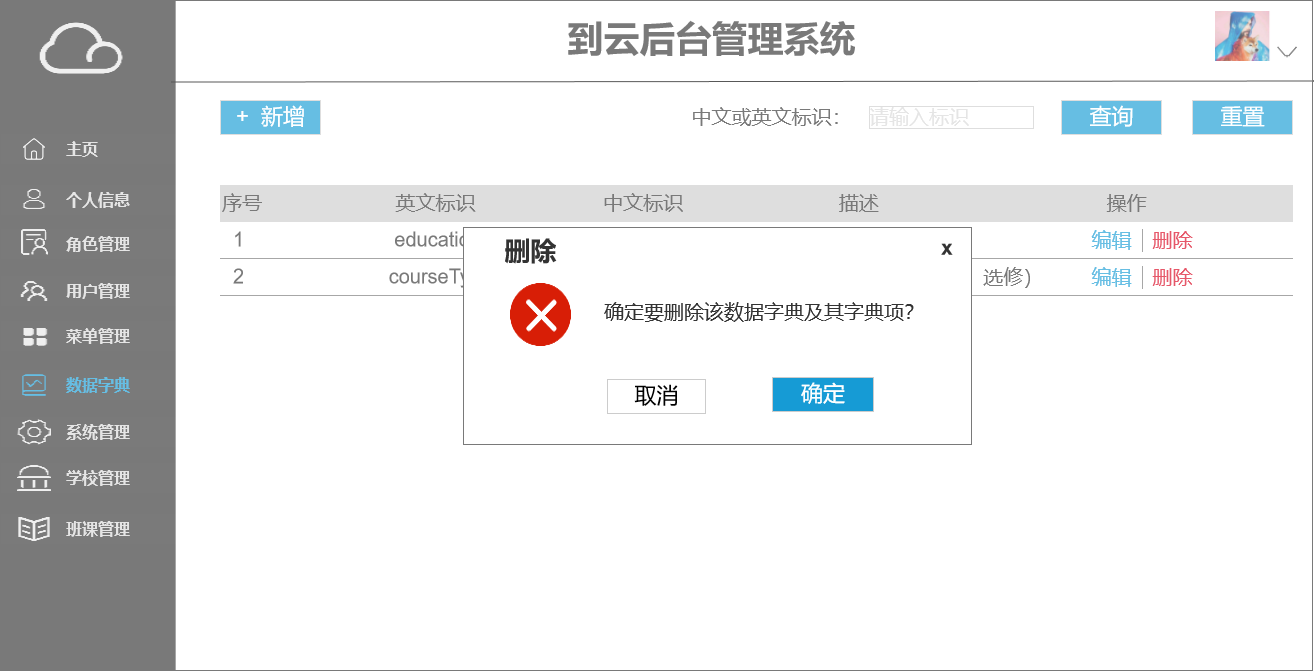 到云后台管理系统
主页
个人信息
角色管理
用户管理
菜单管理
数据字典
系统管理
学校管理
班课管理
+ 新增
中文或英文标识：
请输入标识
查询
重置
序号 英文标识 中文标识 描述 操作
1 educatio 编辑 删除
2 courseTy 选修) 编辑 删除
删除 x
确定要删除该数据字典及其字典项?
取消 确定